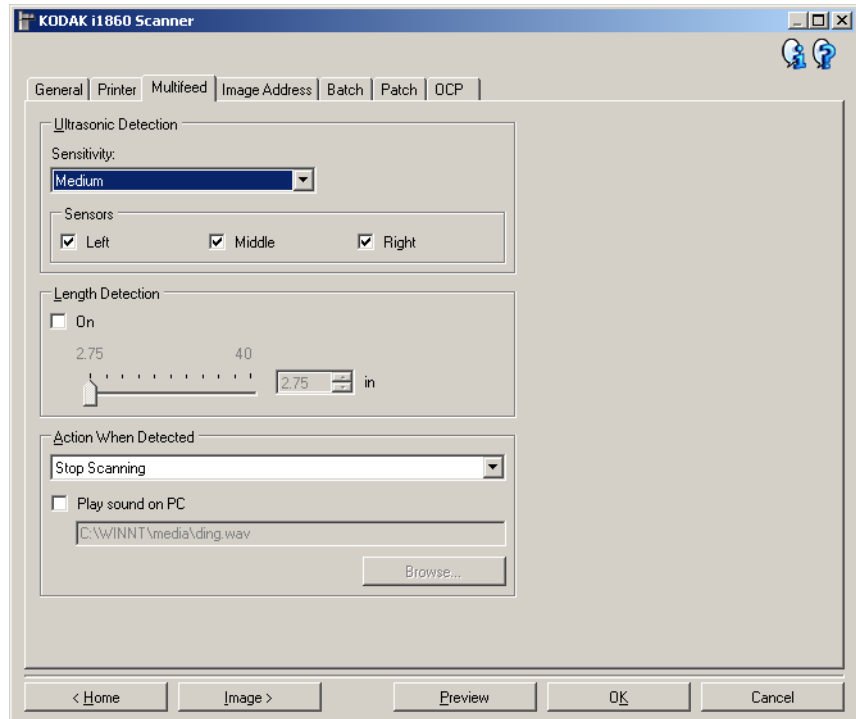 KODAK i1860 Scanner
General Printer Multifeed Image Address Batch Patch OCP
Ultrasonic Detection
Sensitivity:
Medium
Sensors
Left Middle Right
Length Detection
On
2.75 40
2.75 in
Action When Detected
Stop Scanning
Play sound on PC
C:\WINNT\media\ding.wav
Browse...
< Home Image > Preview OK Cancel